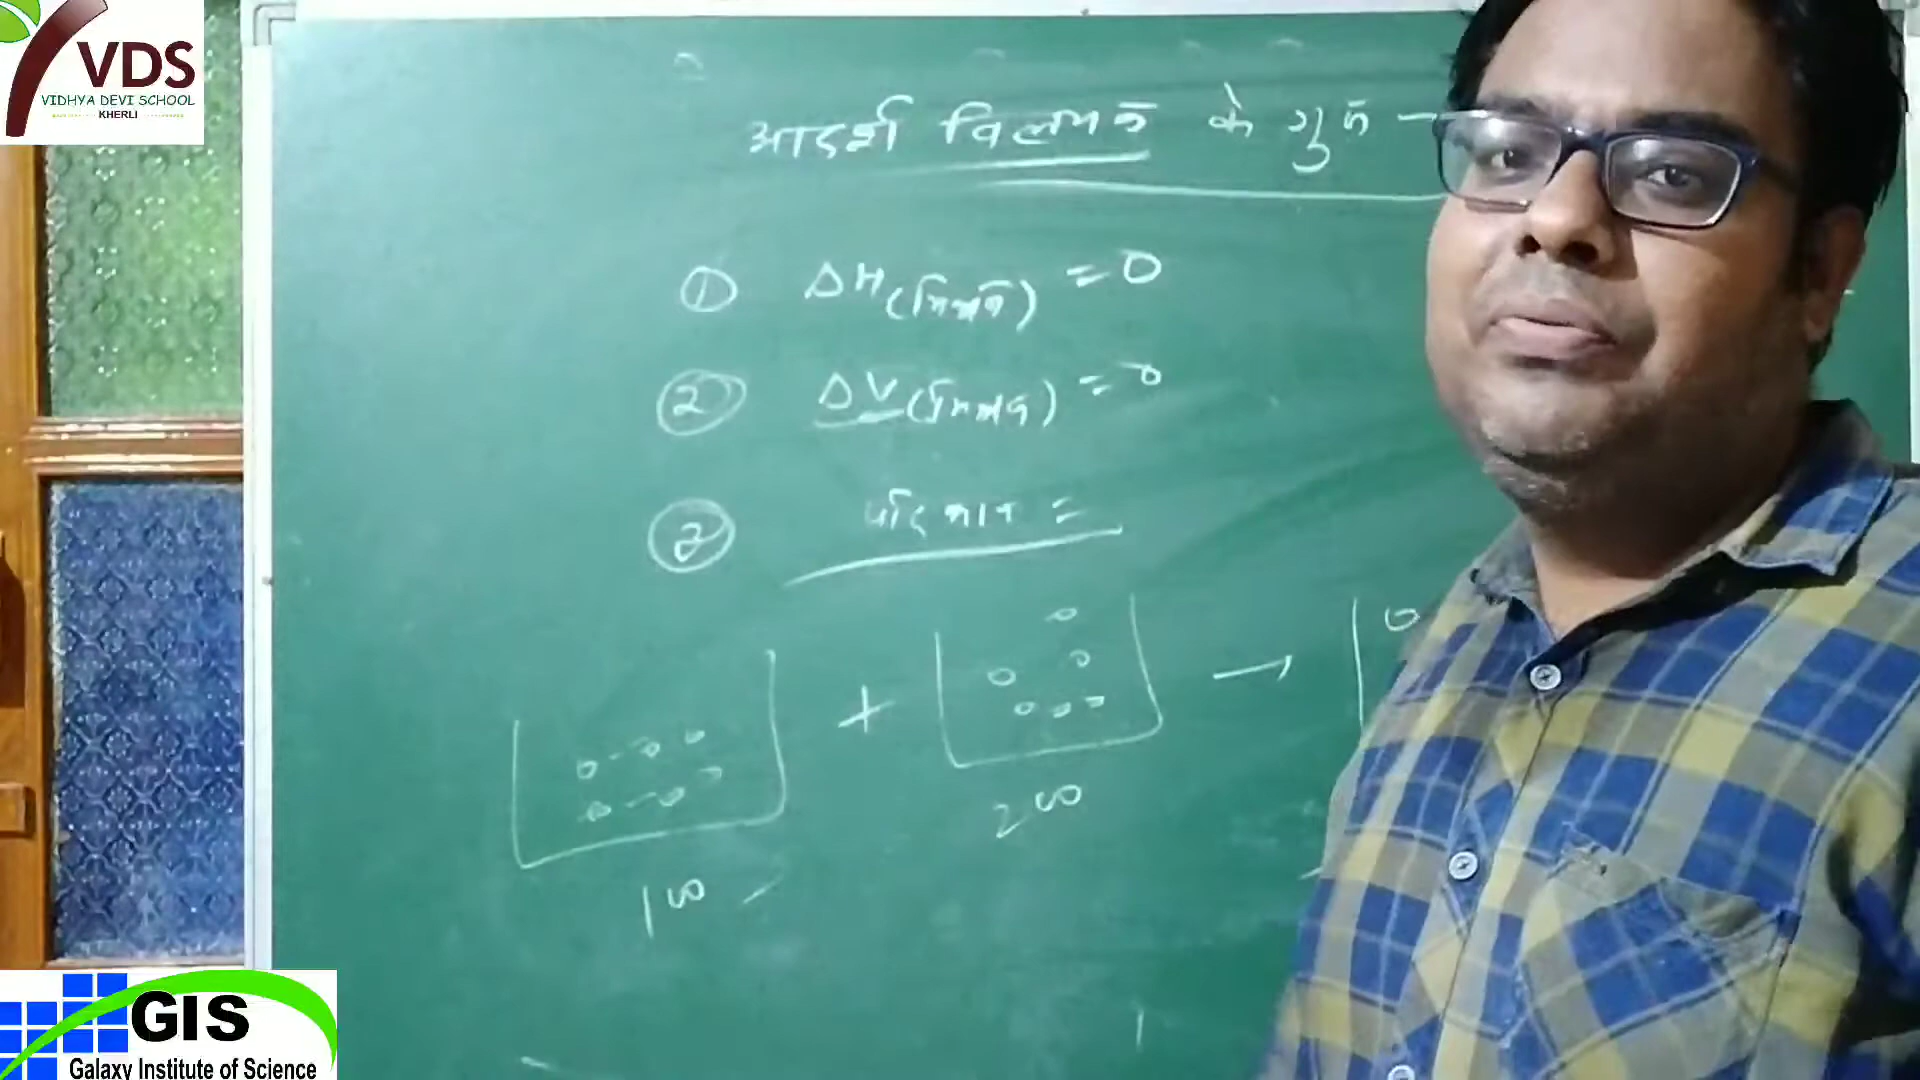 VDS
VIDHYA DEVI SCHOOL
KHERLI
आदर्श विलयन के गुण -
① ΔH(मिश्रण) = 0
② ΔV(मिश्रण) = 0
③ परिमाण =
+ →
100
200
GIS
Galaxy Institute of Science